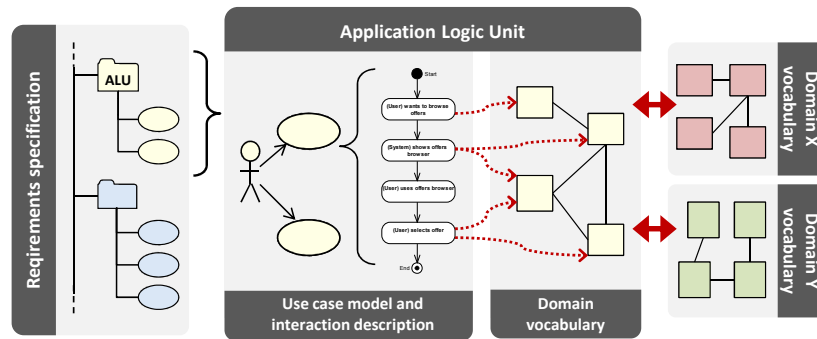 Reqirements specification
ALU
Application Logic Unit
Start
(User) wants to browse
offers
(System) shows offers
browser
(User) uses offers browser
(User) selects offer
End
Use case model and
interaction description
Domain
vocabulary
Domain X
vocabulary
Domain Y
vocabulary